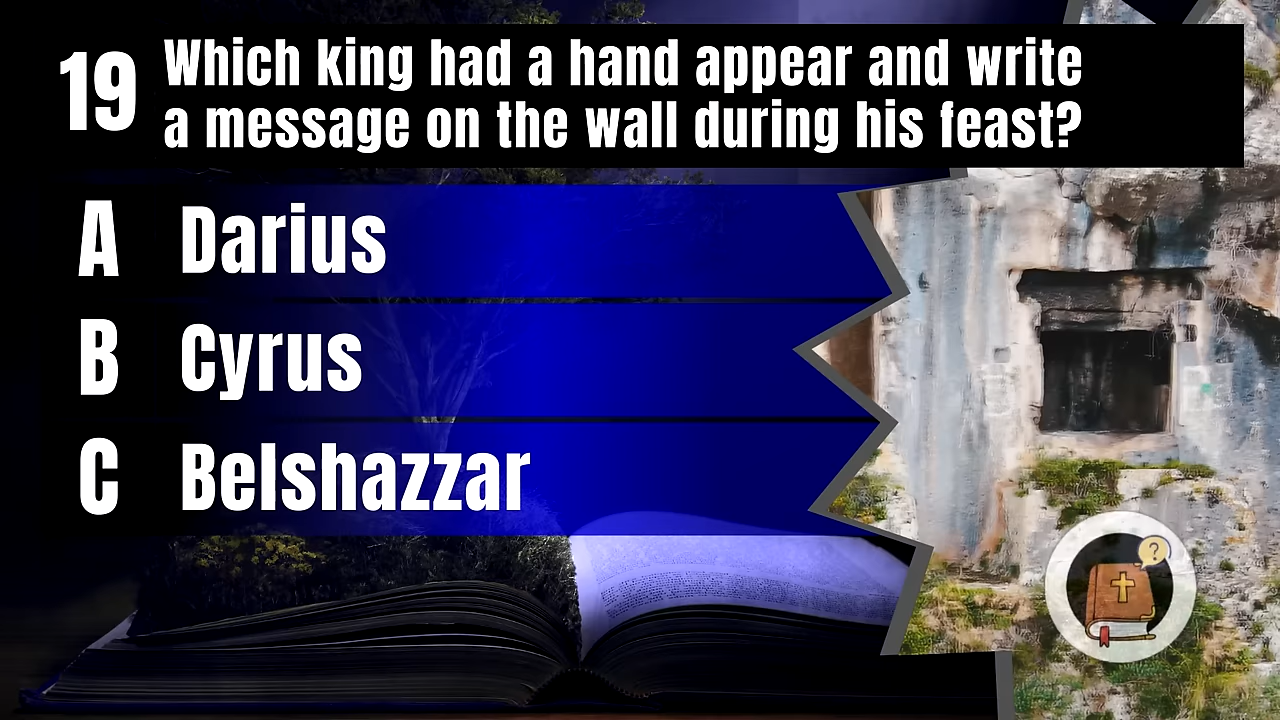 19 Which king had a hand appear and write
a message on the wall during his feast?
A Darius
B Cyrus
C Belshazzar
?